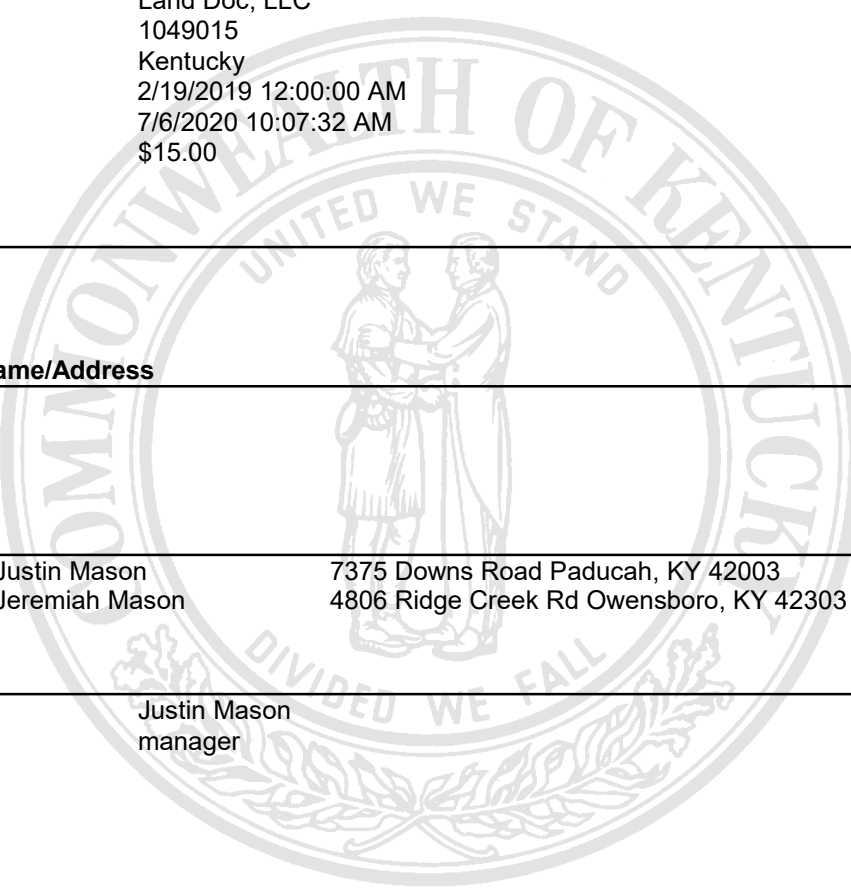 Land Doc, LLC
1049015
Kentucky
2/19/2019 12:00:00 AM
7/6/2020 10:07:32 AM
$15.00
COMMONWEALTH OF KENTUCKY
UNITED WE STAND
ame/Address
Justin Mason 7375 Downs Road Paducah, KY 42003
Jeremiah Mason 4806 Ridge Creek Rd Owensboro, KY 42303
DIVIDED WE FALL
Justin Mason
manager